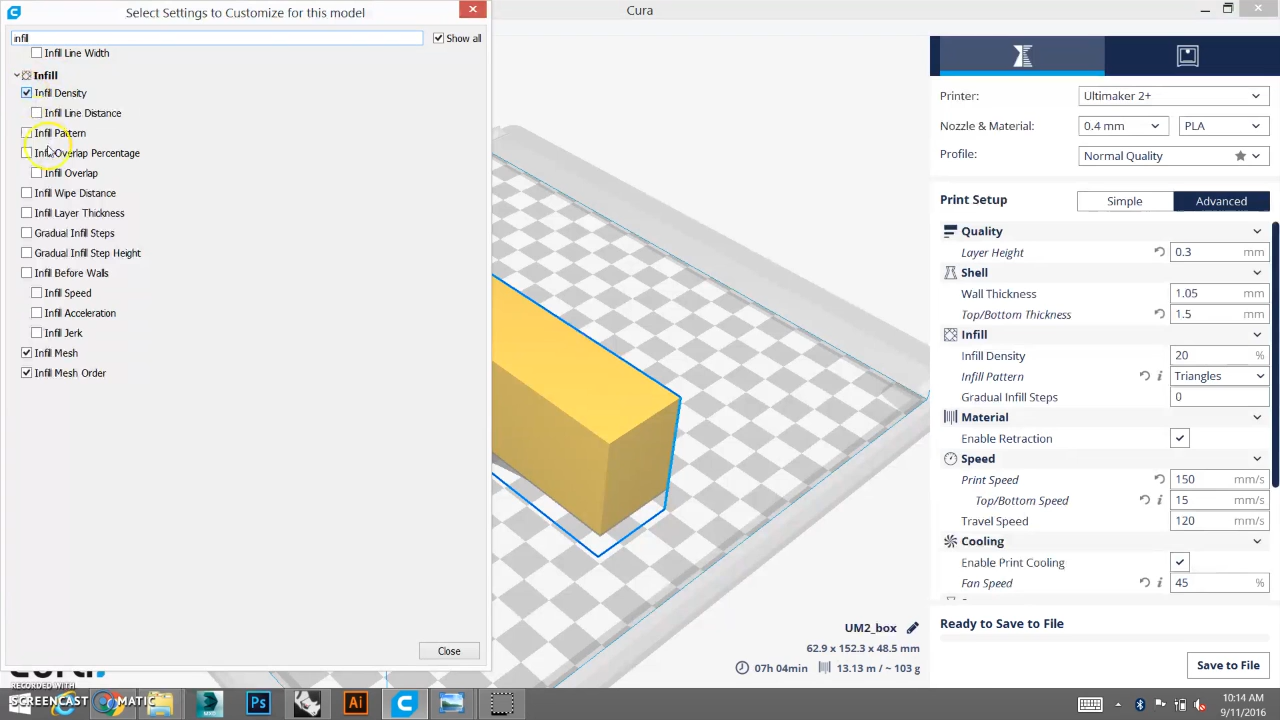 Select Settings to Customize for this model
Cura
infill
Show all
Infill Line Width
Infill
Infill Density
Infill Line Distance
Infill Pattern
Infill Overlap Percentage
Infill Overlap
Infill Wipe Distance
Infill Layer Thickness
Gradual Infill Steps
Gradual Infill Step Height
Infill Before Walls
Infill Speed
Infill Acceleration
Infill Jerk
Infill Mesh
Infill Mesh Order
Close
Printer: Ultimaker 2+
Nozzle & Material: 0.4 mm PLA
Profile: Normal Quality
Print Setup Simple Advanced
Quality
Layer Height 0.3 mm
Shell
Wall Thickness 1.05 mm
Top/Bottom Thickness 1.5 mm
Infill
Infill Density 20 %
Infill Pattern i Triangles
Gradual Infill Steps 0
Material
Enable Retraction
Speed
Print Speed 150 mm/s
Top/Bottom Speed i 15 mm/s
Travel Speed 120 mm/s
Cooling
Enable Print Cooling
Fan Speed i 45 %
UM2_box
62.9 x 152.3 x 48.5 mm
07h 04min 13.13 m / ~ 103 g
Ready to Save to File
Save to File
RECORDED WITH
SCREENCAST MATIC
Ps
Ai
10:14 AM
9/11/2016